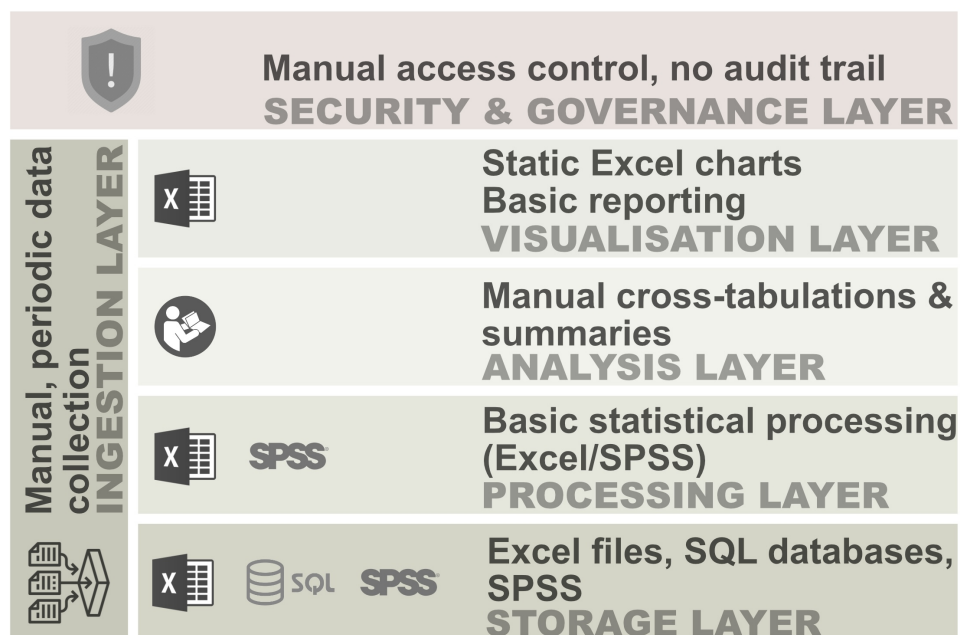 !
Manual access control, no audit trail
SECURITY & GOVERNANCE LAYER
Manual, periodic data
collection
INGESTION LAYER
X
Static Excel charts
Basic reporting
VISUALISATION LAYER
Manual cross-tabulations &
summaries
ANALYSIS LAYER
X
SPSS
Basic statistical processing
(Excel/SPSS)
PROCESSING LAYER
X
SQL
SPSS
Excel files, SQL databases,
SPSS
STORAGE LAYER